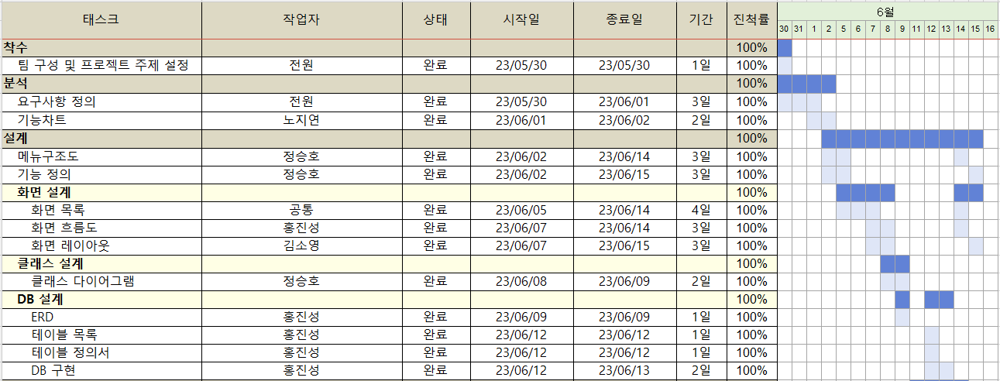 태스크 작업자 상태 시작일 종료일 기간 진척률 6월
30 31 1 2 5 6 7 8 9 11 12 13 14 15 16
착수 100%
팀 구성 및 프로젝트 주제 설정 전원 완료 23/05/30 23/05/30 1일 100%
분석 100%
요구사항 정의 전원 완료 23/05/30 23/06/01 3일 100%
기능차트 노지연 완료 23/06/01 23/06/02 2일 100%
설계 100%
메뉴구조도 정승호 완료 23/06/02 23/06/14 3일 100%
기능 정의 정승호 완료 23/06/02 23/06/15 3일 100%
화면 설계 100%
화면 목록 공통 완료 23/06/05 23/06/14 4일 100%
화면 흐름도 홍진성 완료 23/06/07 23/06/14 3일 100%
화면 레이아웃 김소영 완료 23/06/07 23/06/15 3일 100%
클래스 설계 100%
클래스 다이어그램 정승호 완료 23/06/08 23/06/09 2일 100%
DB 설계 100%
ERD 홍진성 완료 23/06/09 23/06/09 1일 100%
테이블 목록 홍진성 완료 23/06/12 23/06/12 1일 100%
테이블 정의서 홍진성 완료 23/06/12 23/06/12 1일 100%
DB 구현 홍진성 완료 23/06/12 23/06/13 2일 100%